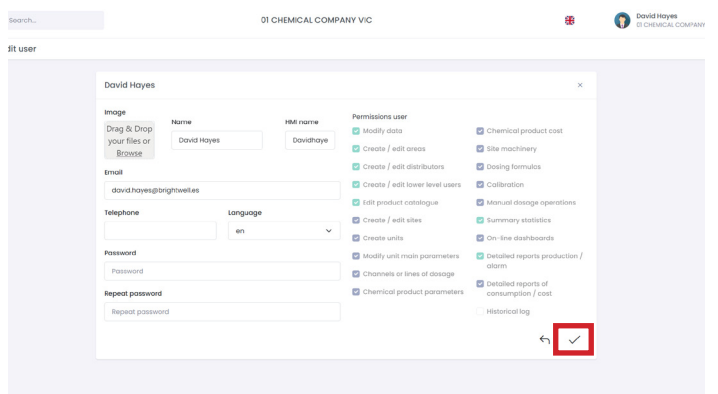 Search...
01 CHEMICAL COMPANY VIC
David Hayes
01 CHEMICAL COMPANY
dit user
David Hayes
×
Image
Drag & Drop
your files or
Browse
Name
David Hayes
HMI name
Davidhaye
Email
david.hayes@brightwell.es
Telephone
Language
en
Password
Password
Repeat password
Repeat password
Permissions user
Modify data
Create / edit areas
Create / edit distributors
Create / edit lower level users
Edit product catalogue
Create / edit sites
Create units
Modify unit main parameters
Channels or lines of dosage
Chemical product parameters
Chemical product cost
Site machinery
Dosing formulas
Calibration
Manual dosage operations
Summary statistics
On-line dashboards
Detailed reports production /
alarm
Detailed reports of
consumption / cost
Historical log